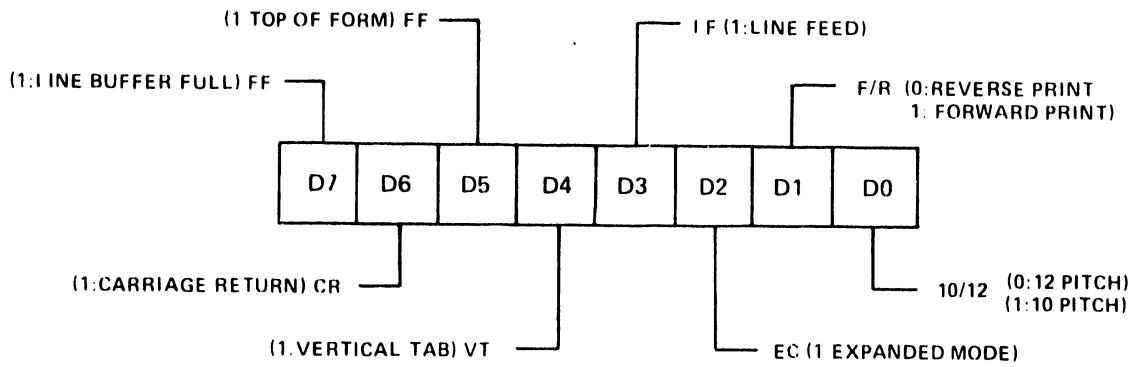 (1 TOP OF FORM) FF
I F (1:LINE FEED)
(1:I INE BUFFER FULL) FF
F/R (0:REVERSE PRINT
1: FORWARD PRINT)
D7 D6 D5 D4 D3 D2 D1 D0
(1:CARRIAGE RETURN) CR
10/12 (0:12 PITCH)
(1:10 PITCH)
(1.VERTICAL TAB) VT
EC (1 EXPANDED MODE)